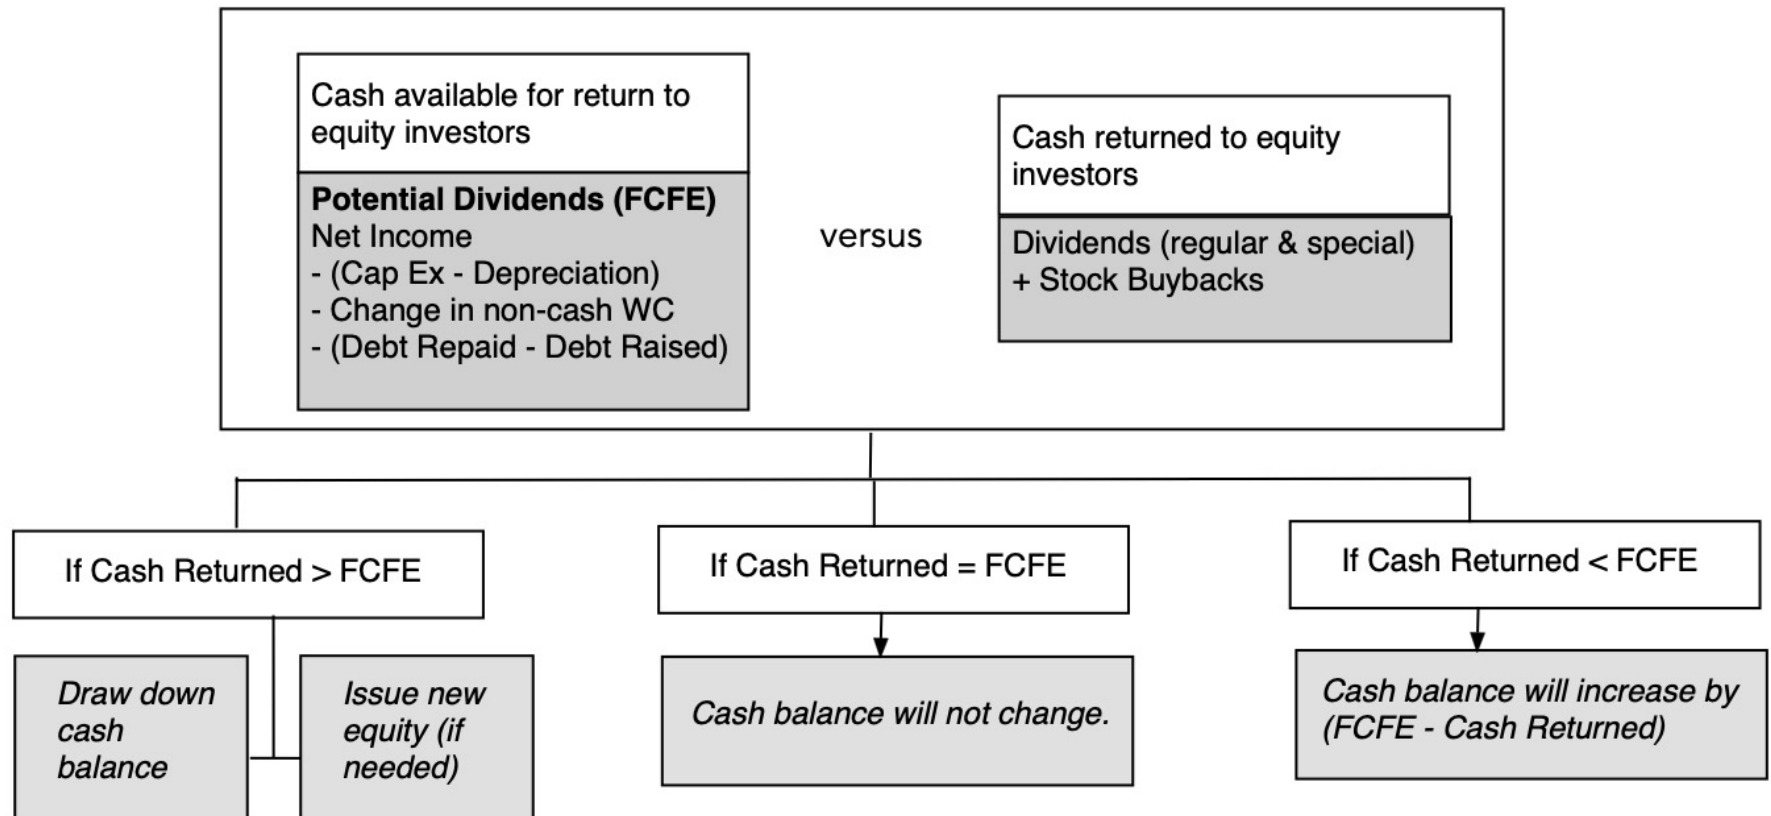 Cash available for return to
equity investors
Potential Dividends (FCFE)
Net Income
- (Cap Ex - Depreciation)
- Change in non-cash WC
- (Debt Repaid - Debt Raised)
versus
Cash returned to equity
investors
Dividends (regular & special)
+ Stock Buybacks
If Cash Returned > FCFE
Draw down
cash
balance
Issue new
equity (if
needed)
If Cash Returned = FCFE
Cash balance will not change.
If Cash Returned < FCFE
Cash balance will increase by
(FCFE - Cash Returned)